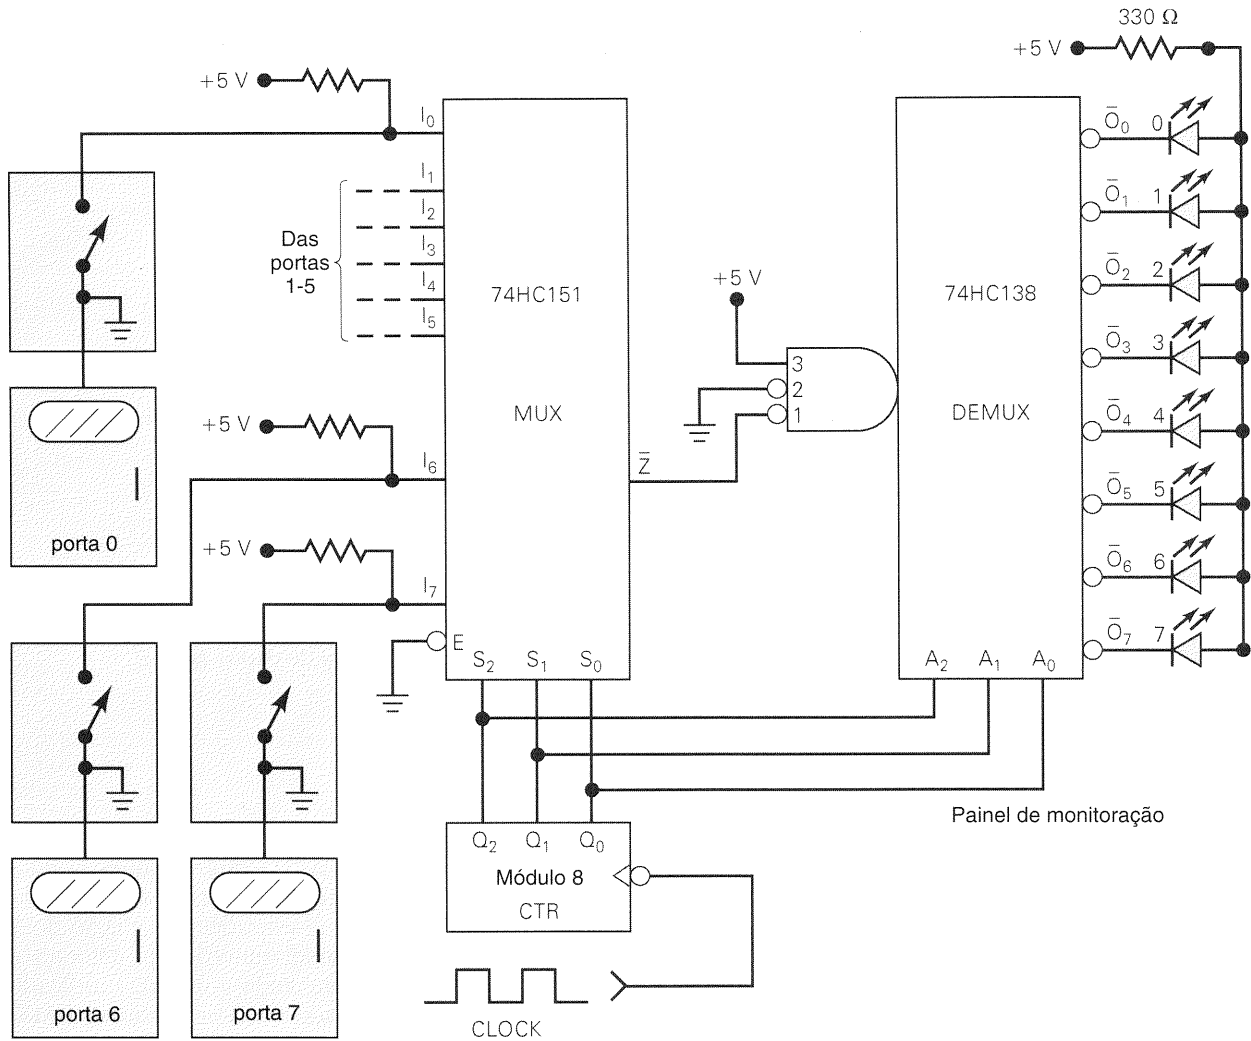 330 Ω
+5 V
+5 V
I0
I1
I2
I3
I4
I5
Das
portas
1-5
74HC151
MUX
+5 V
3
2
1
74HC138
DEMUX
Ō0 0
Ō1 1
Ō2 2
Ō3 3
Ō4 4
Ō5 5
Ō6 6
Ō7 7
+5 V
I6
Z̄
porta 0
+5 V
I7
E
S2 S1 S0
A2 A1 A0
Painel de monitoração
Q2 Q1 Q0
Módulo 8
CTR
porta 6
porta 7
CLOCK